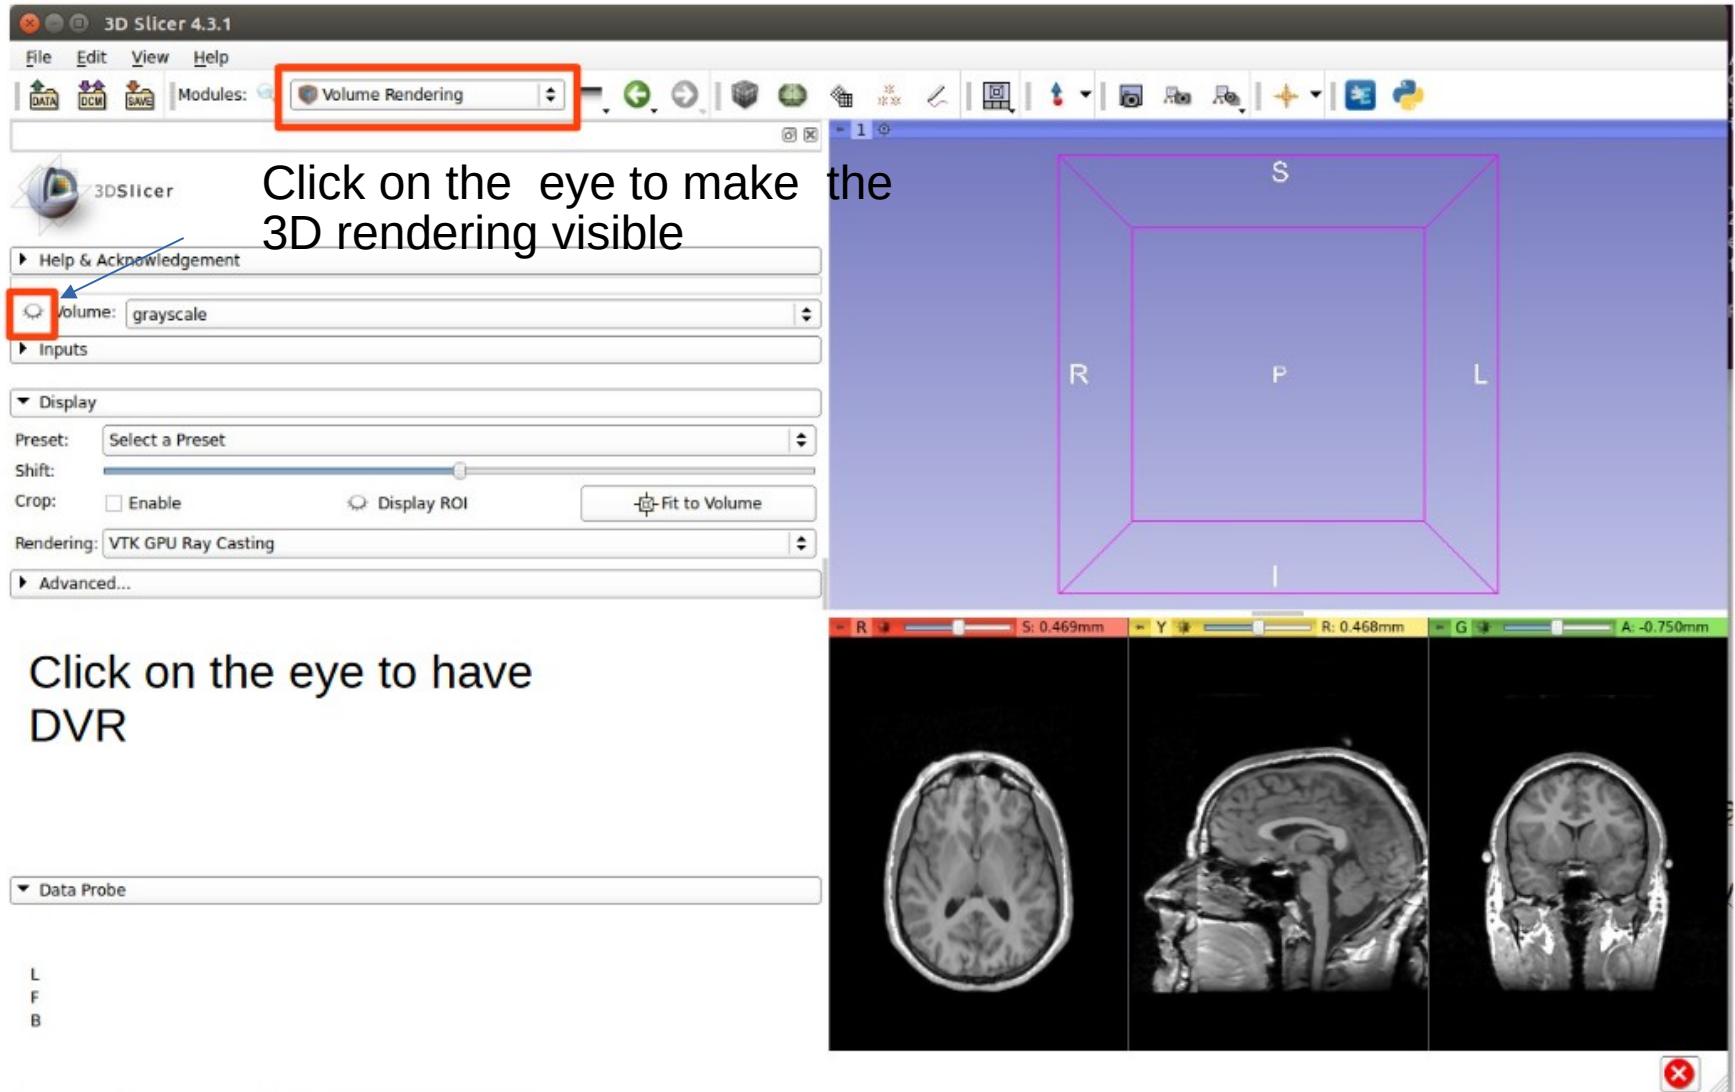 3D Slicer 4.3.1
File Edit View Help
DATA DCM SAVE Modules: Volume Rendering
1
3DSlicer
Click on the eye to make the
3D rendering visible
Help & Acknowledgement
Volume: grayscale
Inputs
Display
Preset: Select a Preset
Shift:
Crop: Enable Display ROI Fit to Volume
Rendering: VTK GPU Ray Casting
Advanced...
Click on the eye to have
DVR
Data Probe
L
F
B
S
R P L
I
R S: 0.469mm Y R: 0.468mm G A: -0.750mm